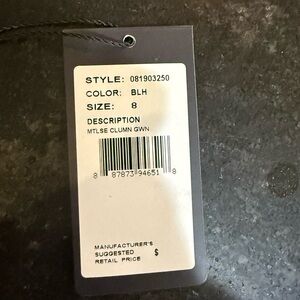 STYLE: 081903250
COLOR: BLH
SIZE: 8
DESCRIPTION
MTLSE CLUMN GWN
8 87873 94651 8
MANUFACTURER'S
SUGGESTED
RETAIL PRICE $